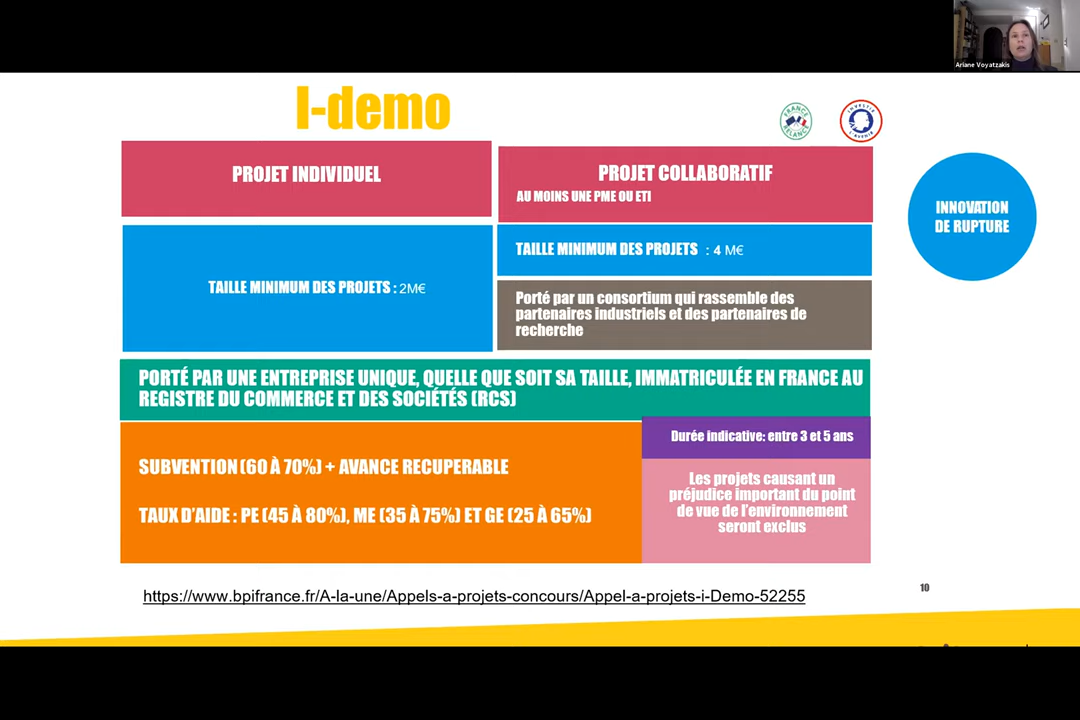 Ariane Voyatzakis
I-demo
FRANCE
RELANCE
INVESTIR
L'AVENIR
PROJET INDIVIDUEL
PROJET COLLABORATIF
AU MOINS UNE PME OU ETI
INNOVATION
DE RUPTURE
TAILLE MINIMUM DES PROJETS : 2M€
TAILLE MINIMUM DES PROJETS : 4 M€
Porté par un consortium qui rassemble des
partenaires industriels et des partenaires de
recherche
PORTÉ PAR UNE ENTREPRISE UNIQUE, QUELLE QUE SOIT SA TAILLE, IMMATRICULÉE EN FRANCE AU
REGISTRE DU COMMERCE ET DES SOCIÉTÉS (RCS)
SUBVENTION (60 À 70%) + AVANCE RECUPERABLE
TAUX D'AIDE : PE (45 À 80%), ME (35 À 75%) ET GE (25 À 65%)
Durée indicative: entre 3 et 5 ans
Les projets causant un
préjudice important du point
de vue de l'environnement
seront exclus
https://www.bpifrance.fr/A-la-une/Appels-a-projets-concours/Appel-a-projets-i-Demo-52255
10